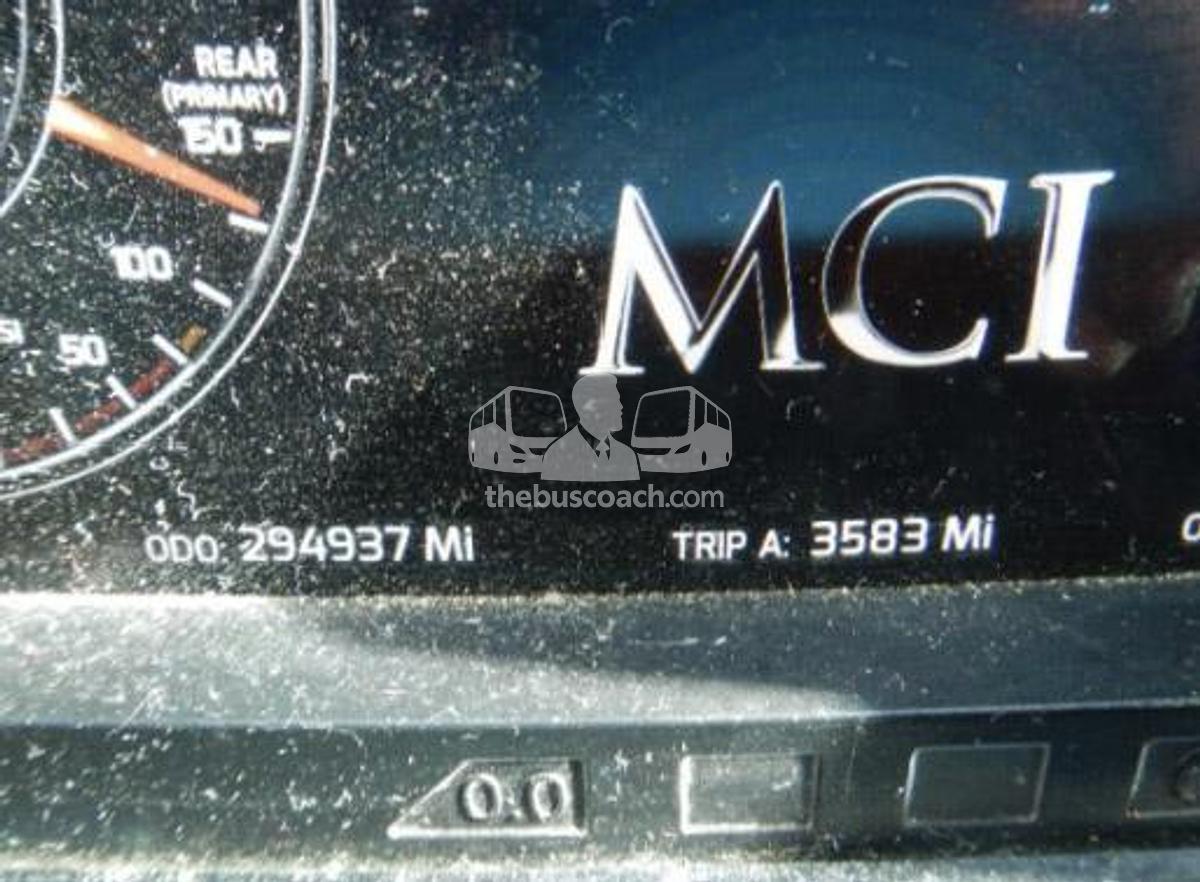 REAR
(PRIMARY)
150
100
50
MCI
thebuscoach.com
ODO: 294937 Mi
TRIP A: 3583 Mi
0.0